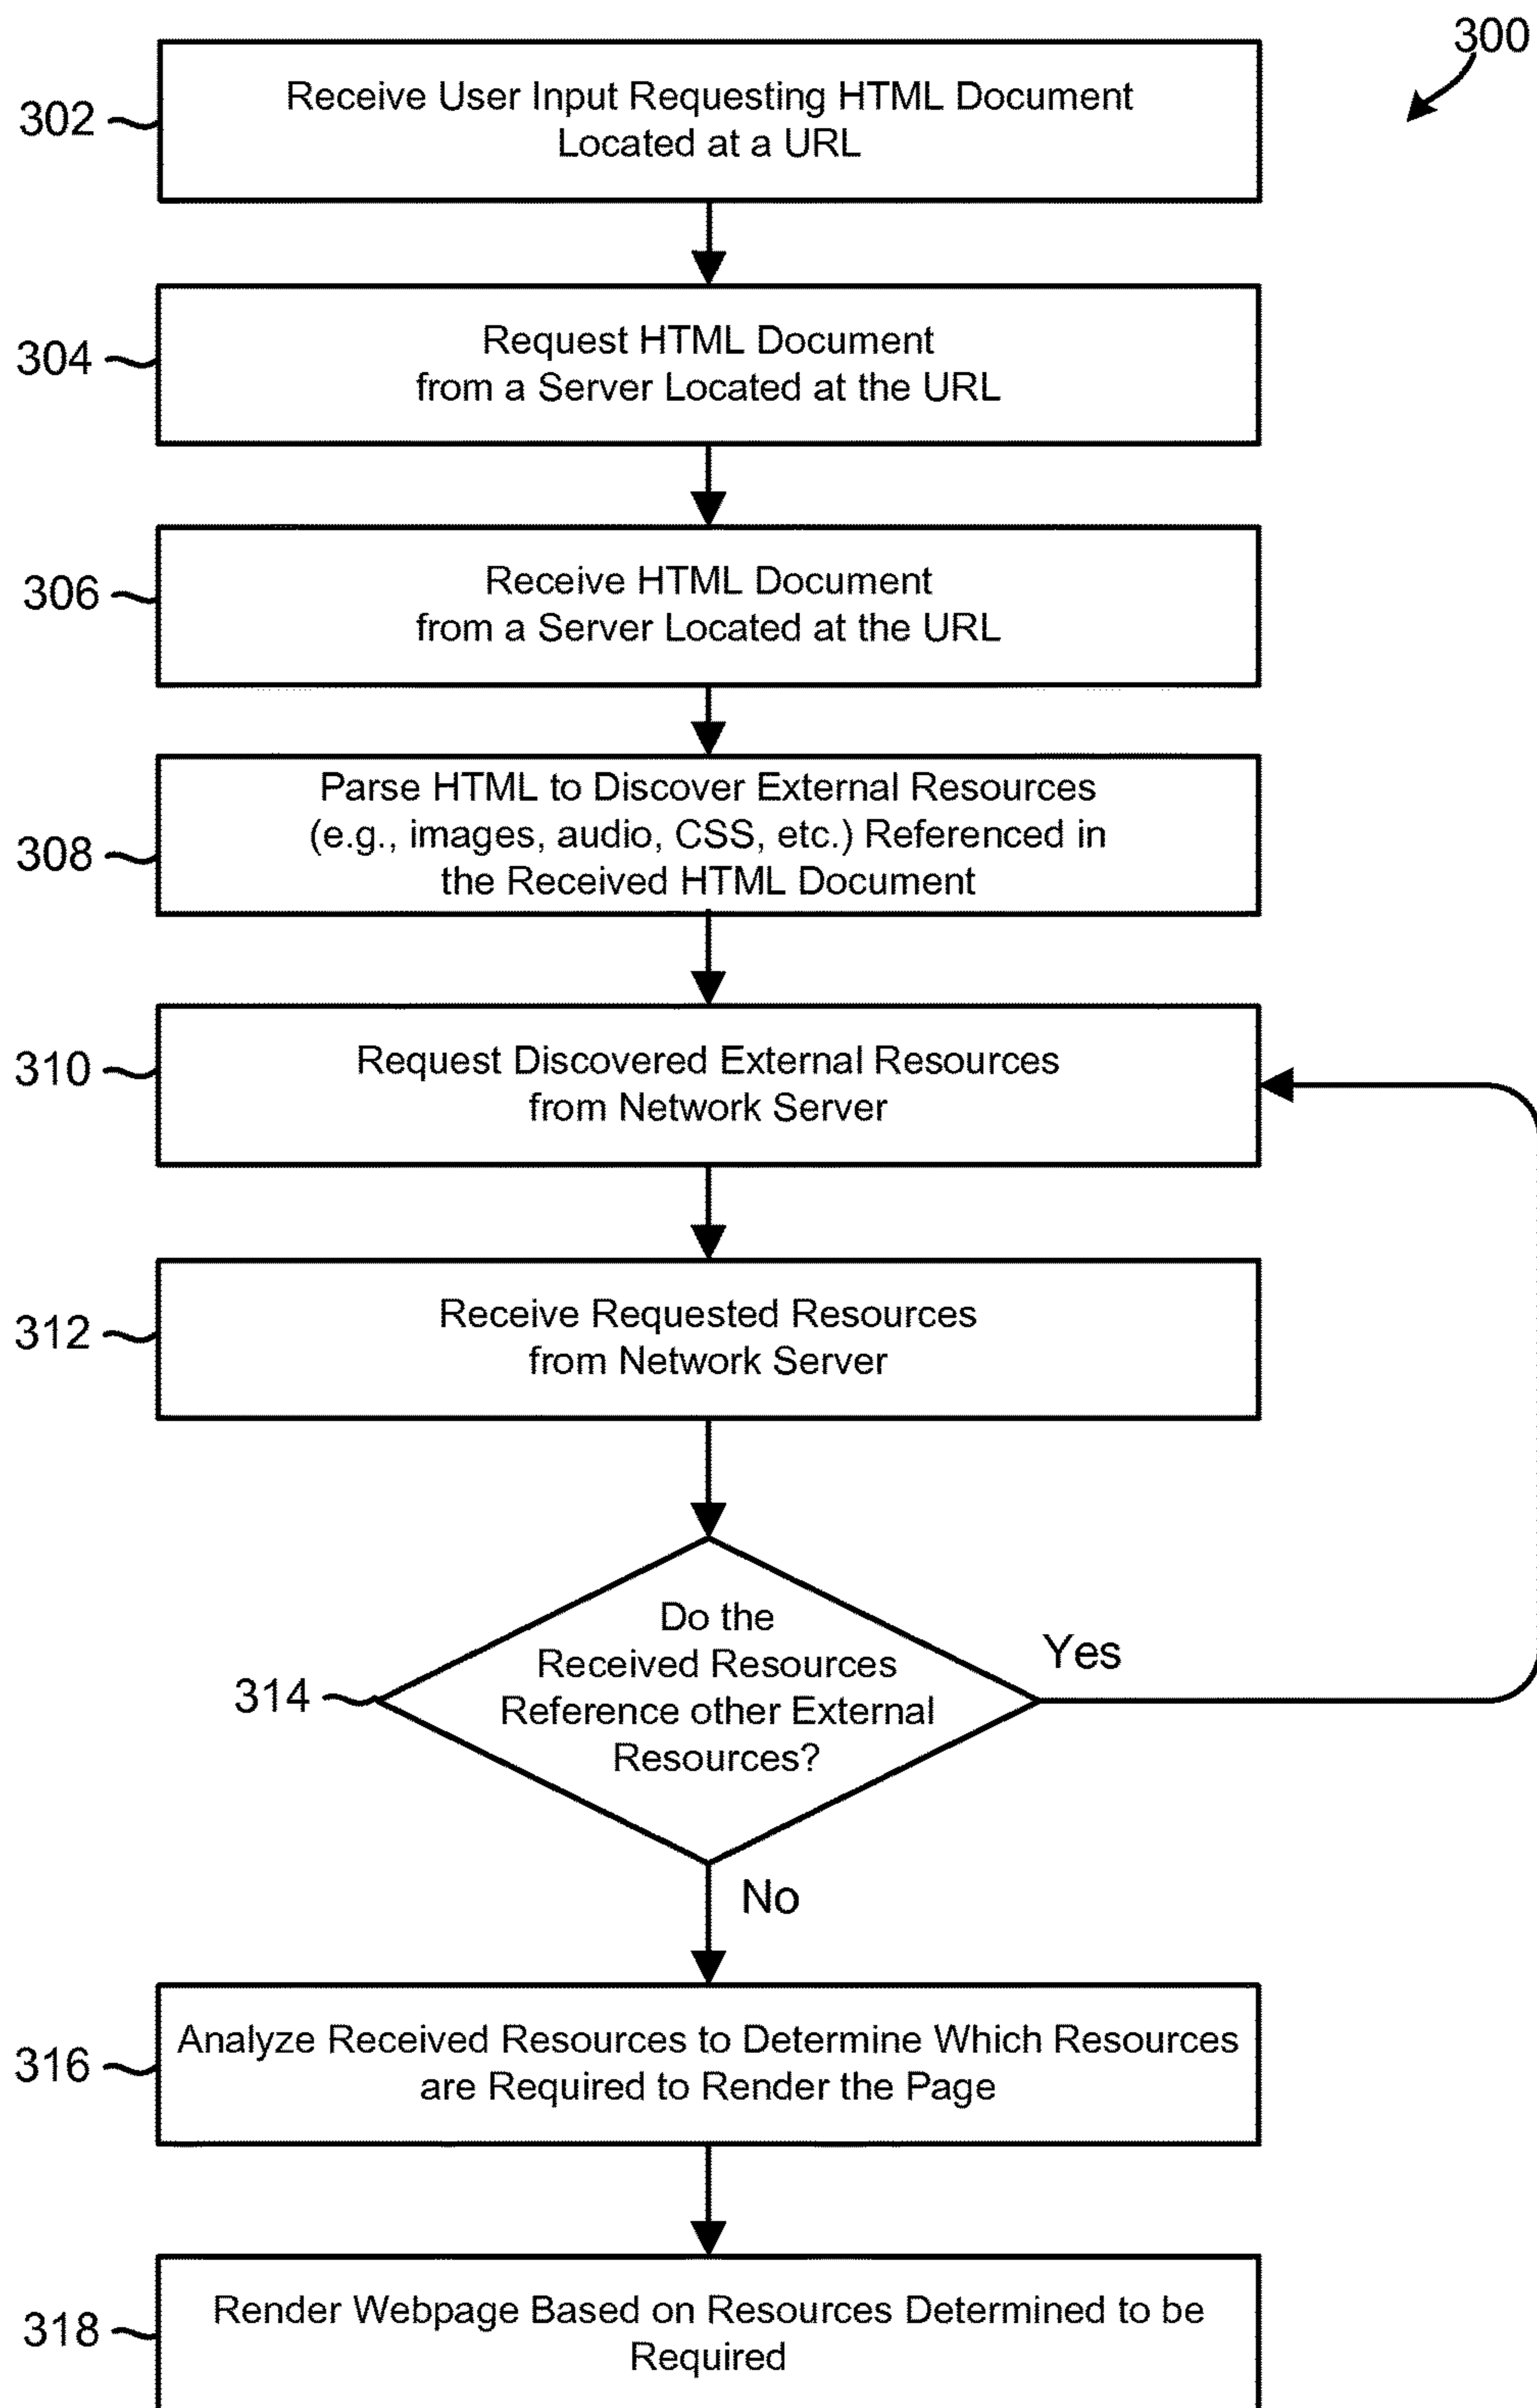 300
302
Receive User Input Requesting HTML Document
Located at a URL
304
Request HTML Document
from a Server Located at the URL
306
Receive HTML Document
from a Server Located at the URL
308
Parse HTML to Discover External Resources
(e.g., images, audio, CSS, etc.) Referenced in
the Received HTML Document
310
Request Discovered External Resources
from Network Server
312
Receive Requested Resources
from Network Server
314
Do the
Received Resources
Reference other External
Resources?
Yes
No
316
Analyze Received Resources to Determine Which Resources
are Required to Render the Page
318
Render Webpage Based on Resources Determined to be
Required